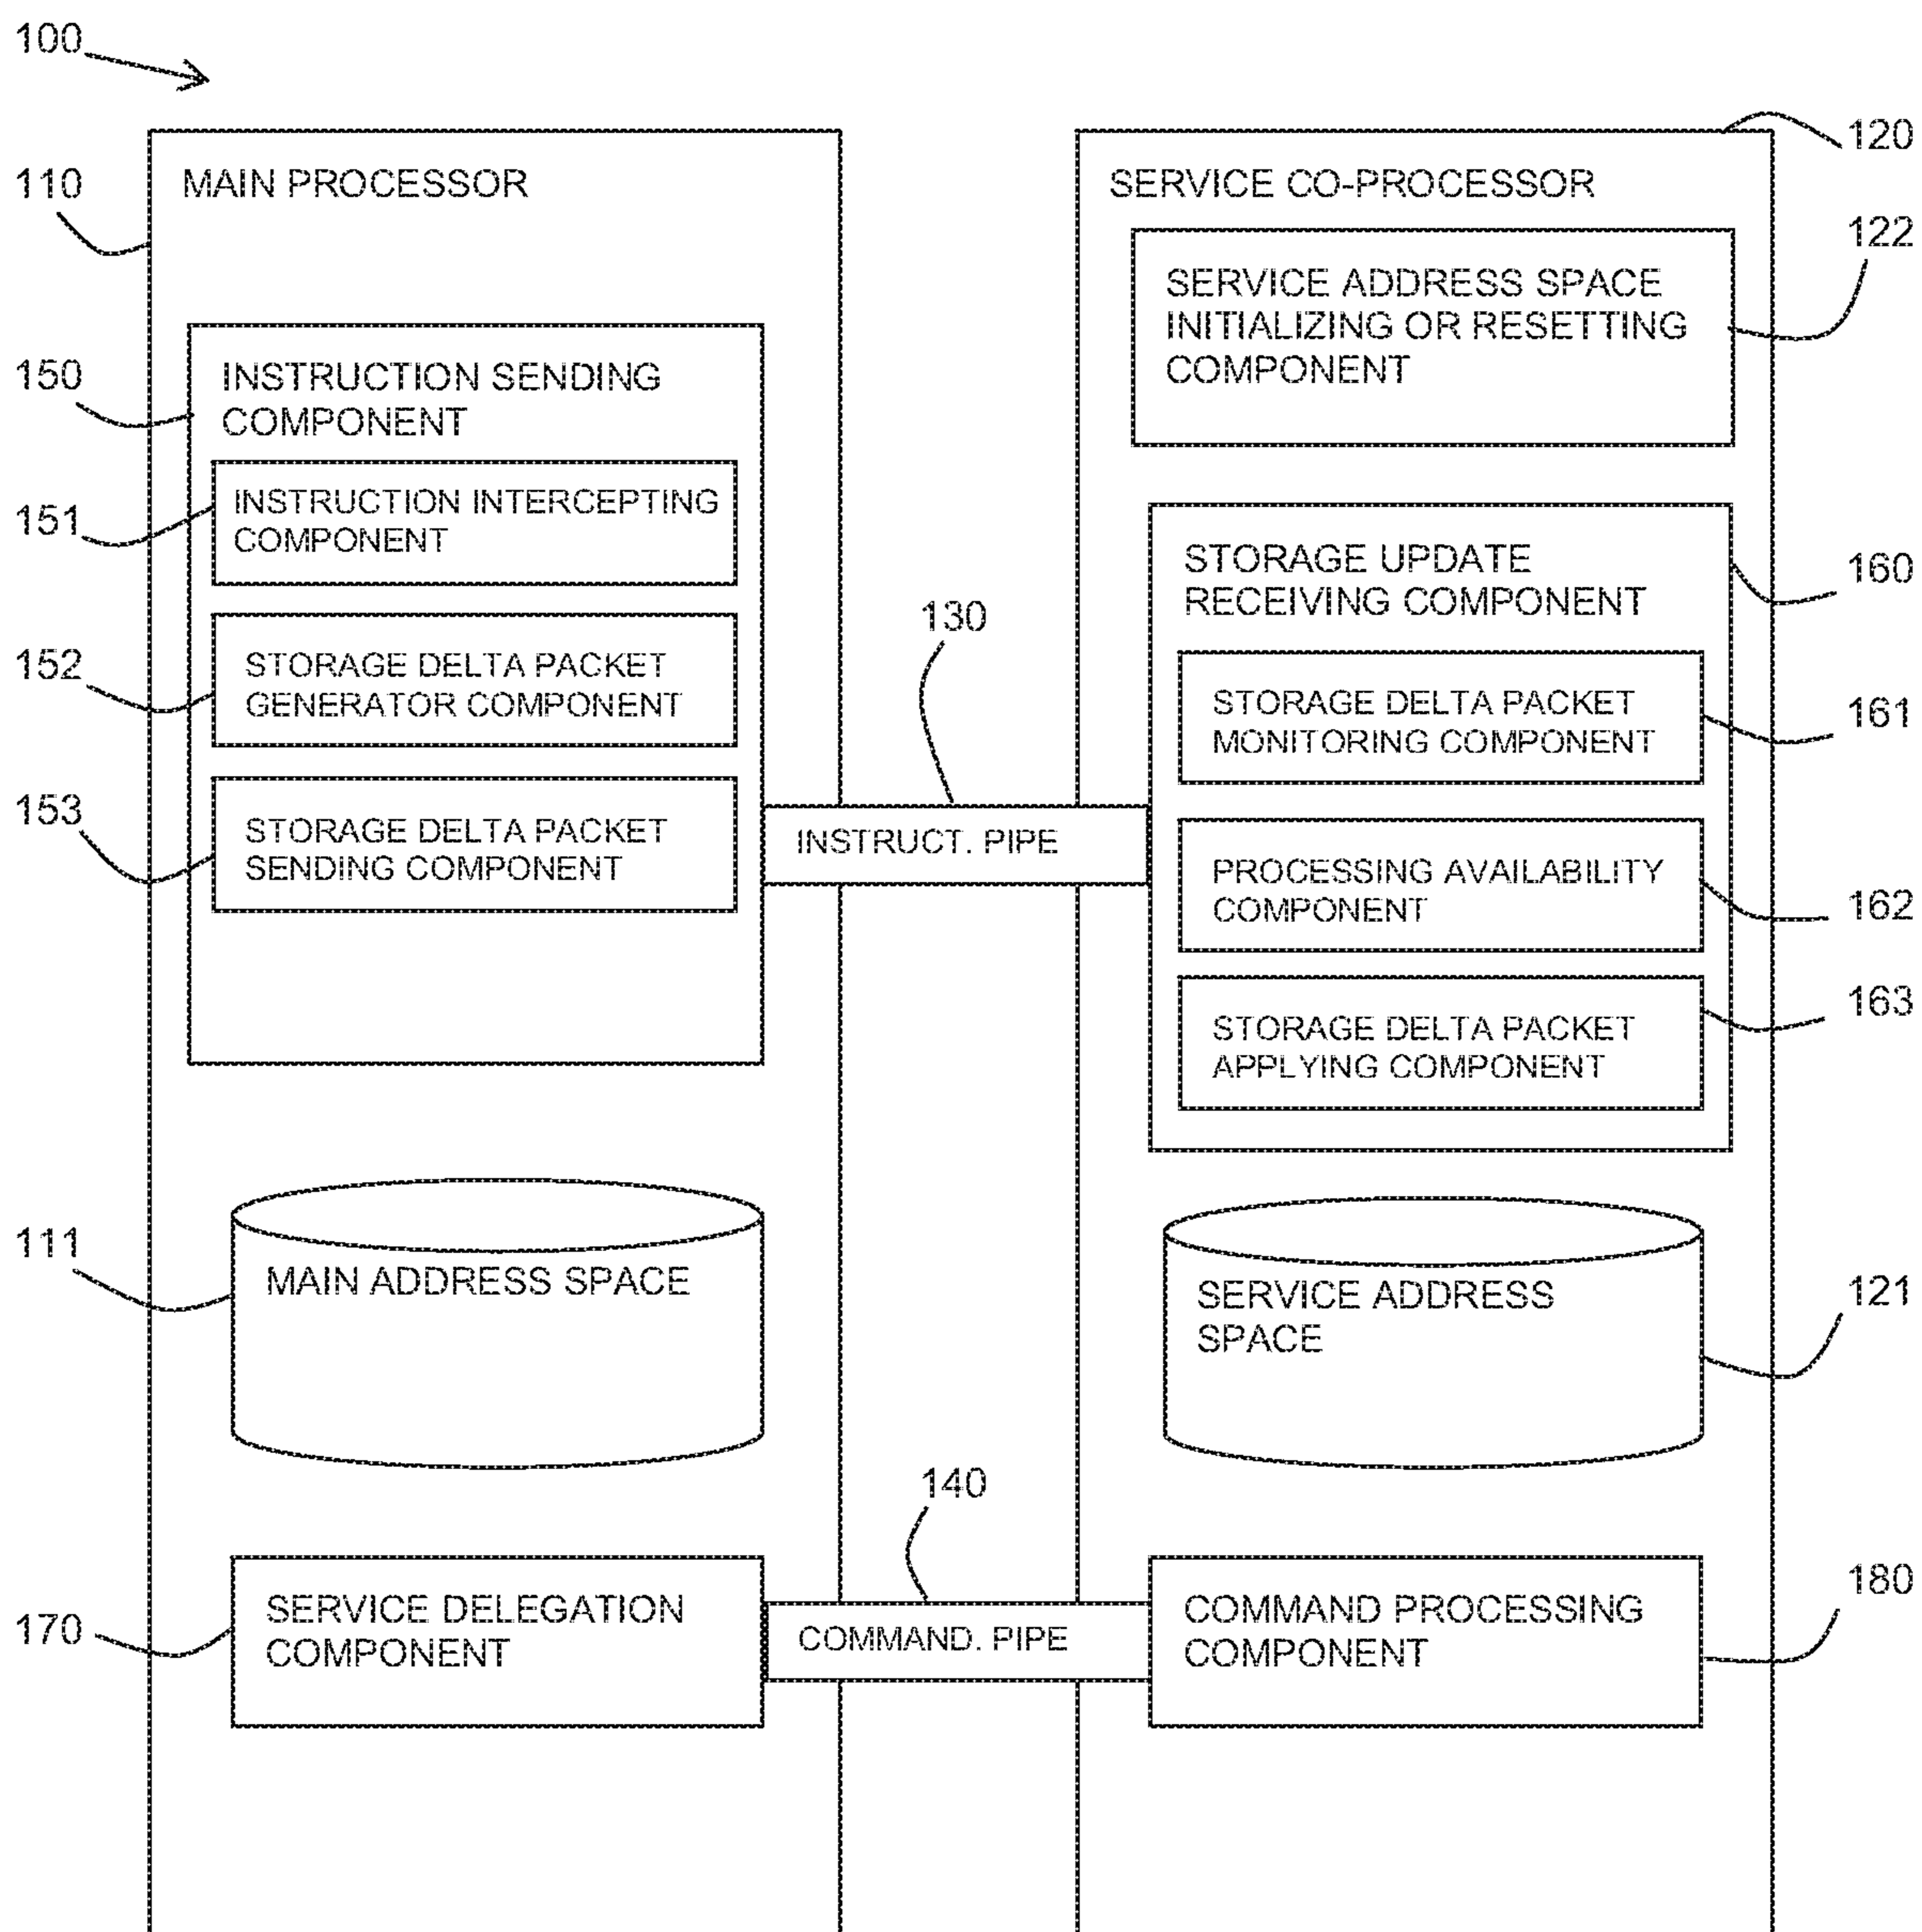 100
110
MAIN PROCESSOR
150
INSTRUCTION SENDING
COMPONENT
151
INSTRUCTION INTERCEPTING
COMPONENT
152
STORAGE DELTA PACKET
GENERATOR COMPONENT
153
STORAGE DELTA PACKET
SENDING COMPONENT
130
INSTRUCT. PIPE
120
SERVICE CO-PROCESSOR
122
SERVICE ADDRESS SPACE
INITIALIZING OR RESETTING
COMPONENT
160
STORAGE UPDATE
RECEIVING COMPONENT
161
STORAGE DELTA PACKET
MONITORING COMPONENT
162
PROCESSING AVAILABILITY
COMPONENT
163
STORAGE DELTA PACKET
APPLYING COMPONENT
111
MAIN ADDRESS SPACE
121
SERVICE ADDRESS
SPACE
170
SERVICE DELEGATION
COMPONENT
140
COMMAND. PIPE
180
COMMAND PROCESSING
COMPONENT